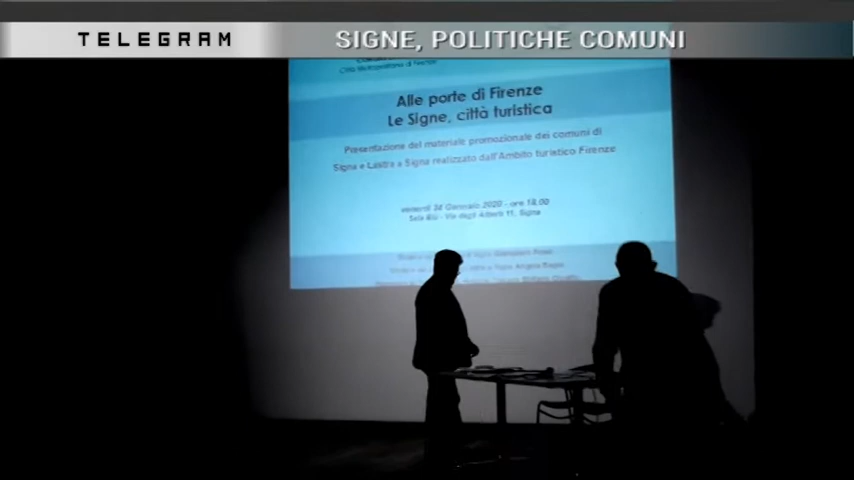 TELEGRAM
SIGNE, POLITICHE COMUNI
Città Metropolitana di Firenze
Alle porte di Firenze
Le Signe, città turistica
Presentazione del materiale promozionale dei comuni di
Signa e Lastra a Signa realizzato dall'Ambito turistico Firenze
venerdì 24 Gennaio 2020 - ore 18.00
Sala Blu - Via degli Alberti 11, Signa